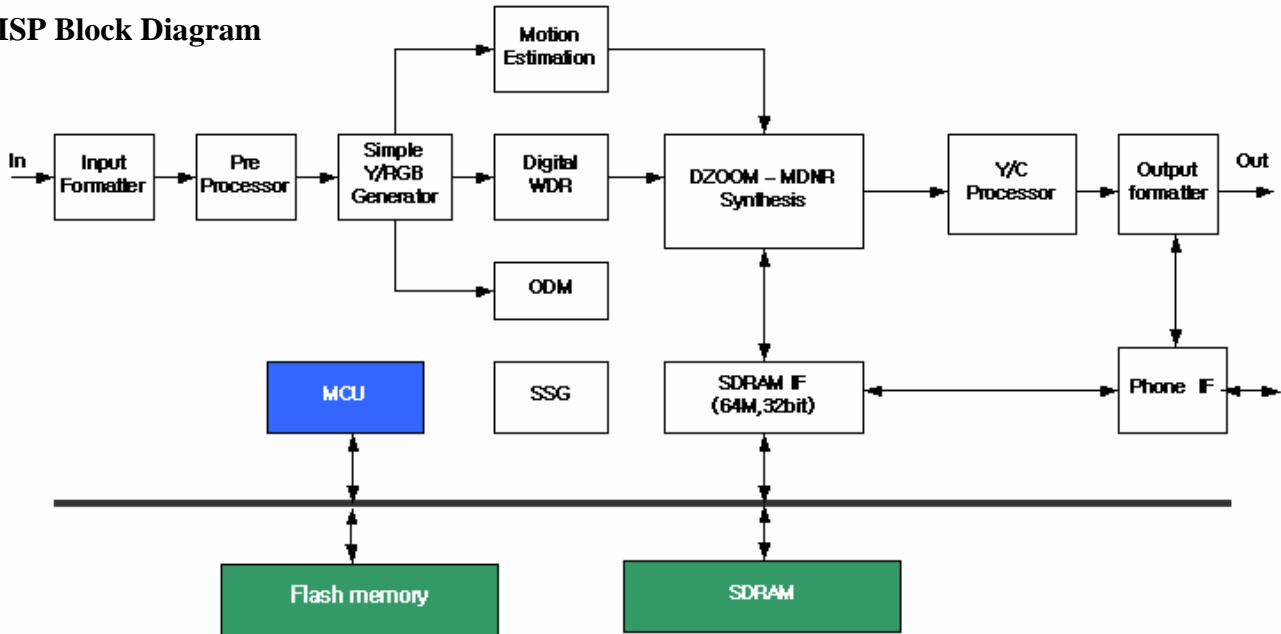 ISP Block Diagram
Motion
Estimation
In
Input
Formatter
Pre
Processor
Simple
Y/RGB
Generator
Digital
WDR
DZOOM – MDNR
Synthesis
Y/C
Processor
Output
formatter
Out
ODM
MCU
SSG
SDRAM IF
(64M,32bit)
Phone IF
Flash memory
SDRAM